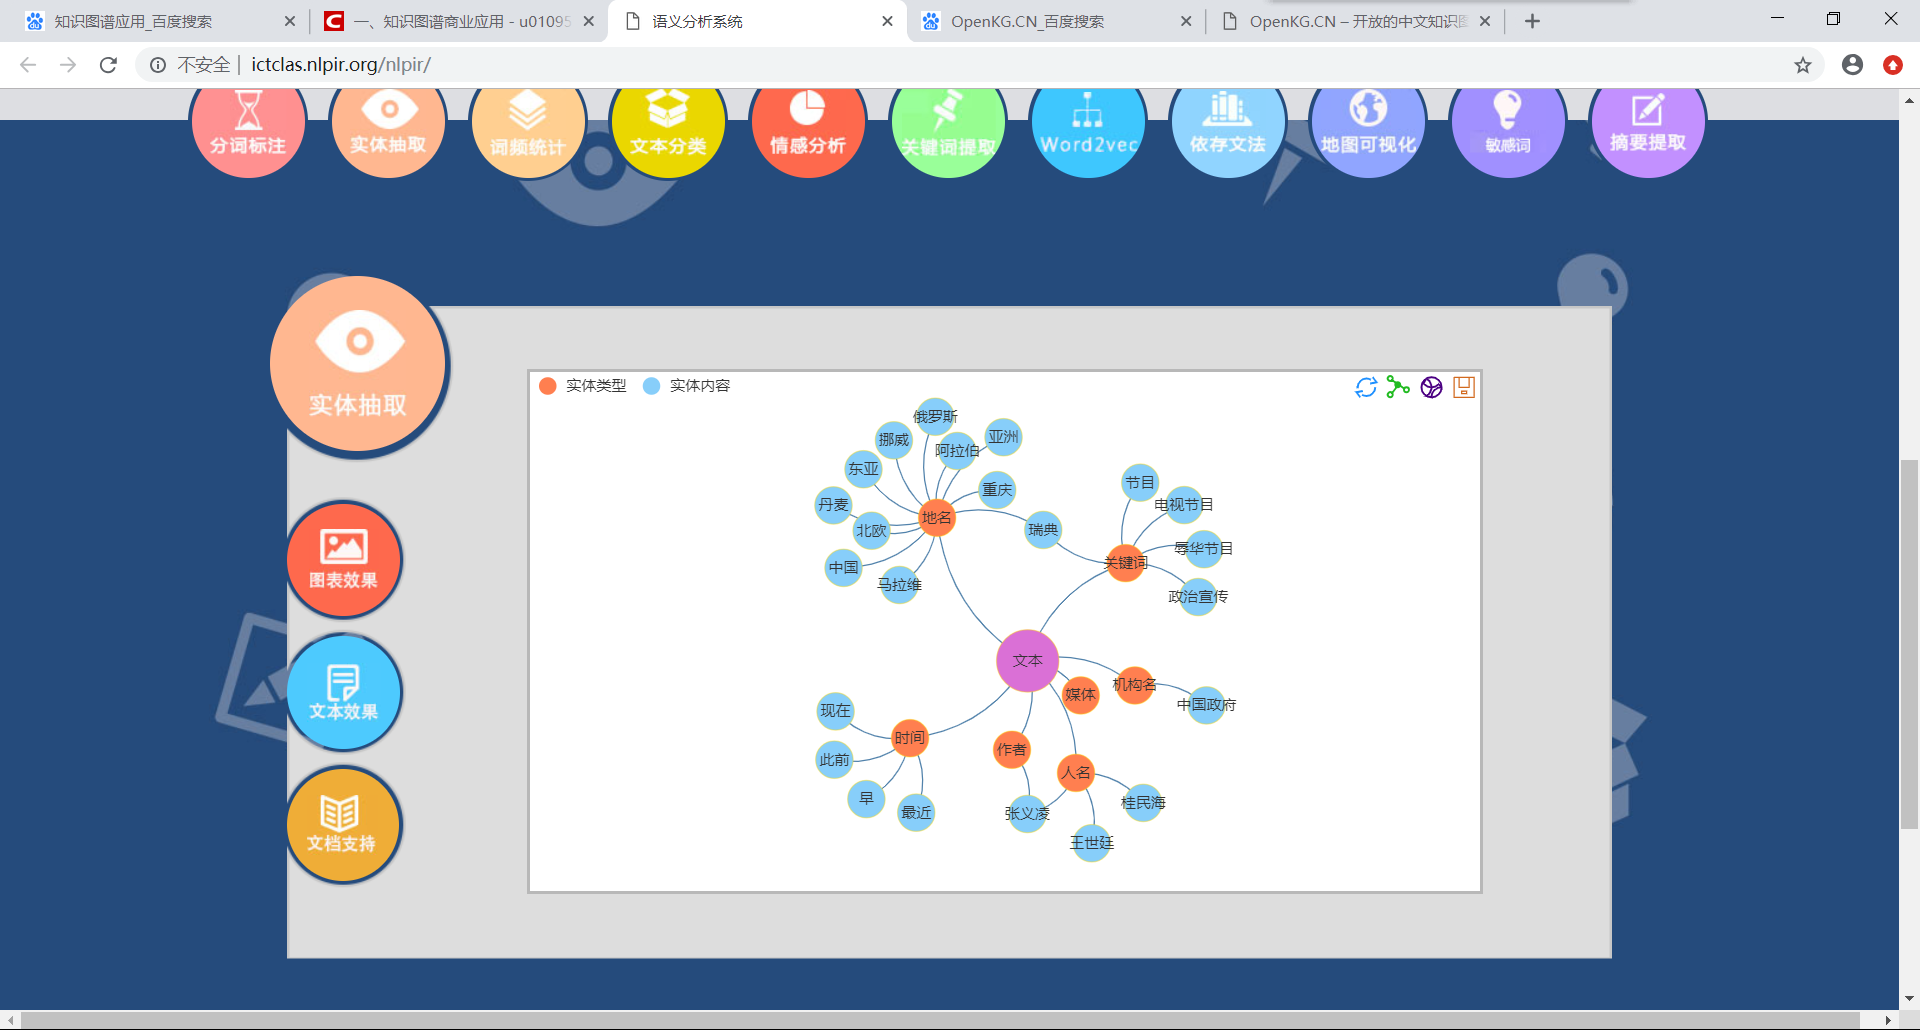 知识图谱应用_百度搜索
一、知识图谱商业应用 - u01095
语义分析系统
OpenKG.CN_百度搜索
OpenKG.CN – 开放的中文知识图
不安全
ictclas.nlpir.org/nlpir/
分词标注
实体抽取
词频统计
文本分类
情感分析
关键词提取
Word2vec
依存文法
地图可视化
敏感词
摘要提取
实体抽取
图表效果
文本效果
文档支持
实体类型
实体内容
俄罗斯
挪威
阿拉伯
亚洲
东亚
重庆
丹麦
地名
北欧
瑞典
中国
马拉维
节目
电视节目
辱华节目
关键词
政治宣传
文本
媒体
机构名
中国政府
现在
时间
此前
早
最近
作者
人名
张义凌
桂民海
王世廷